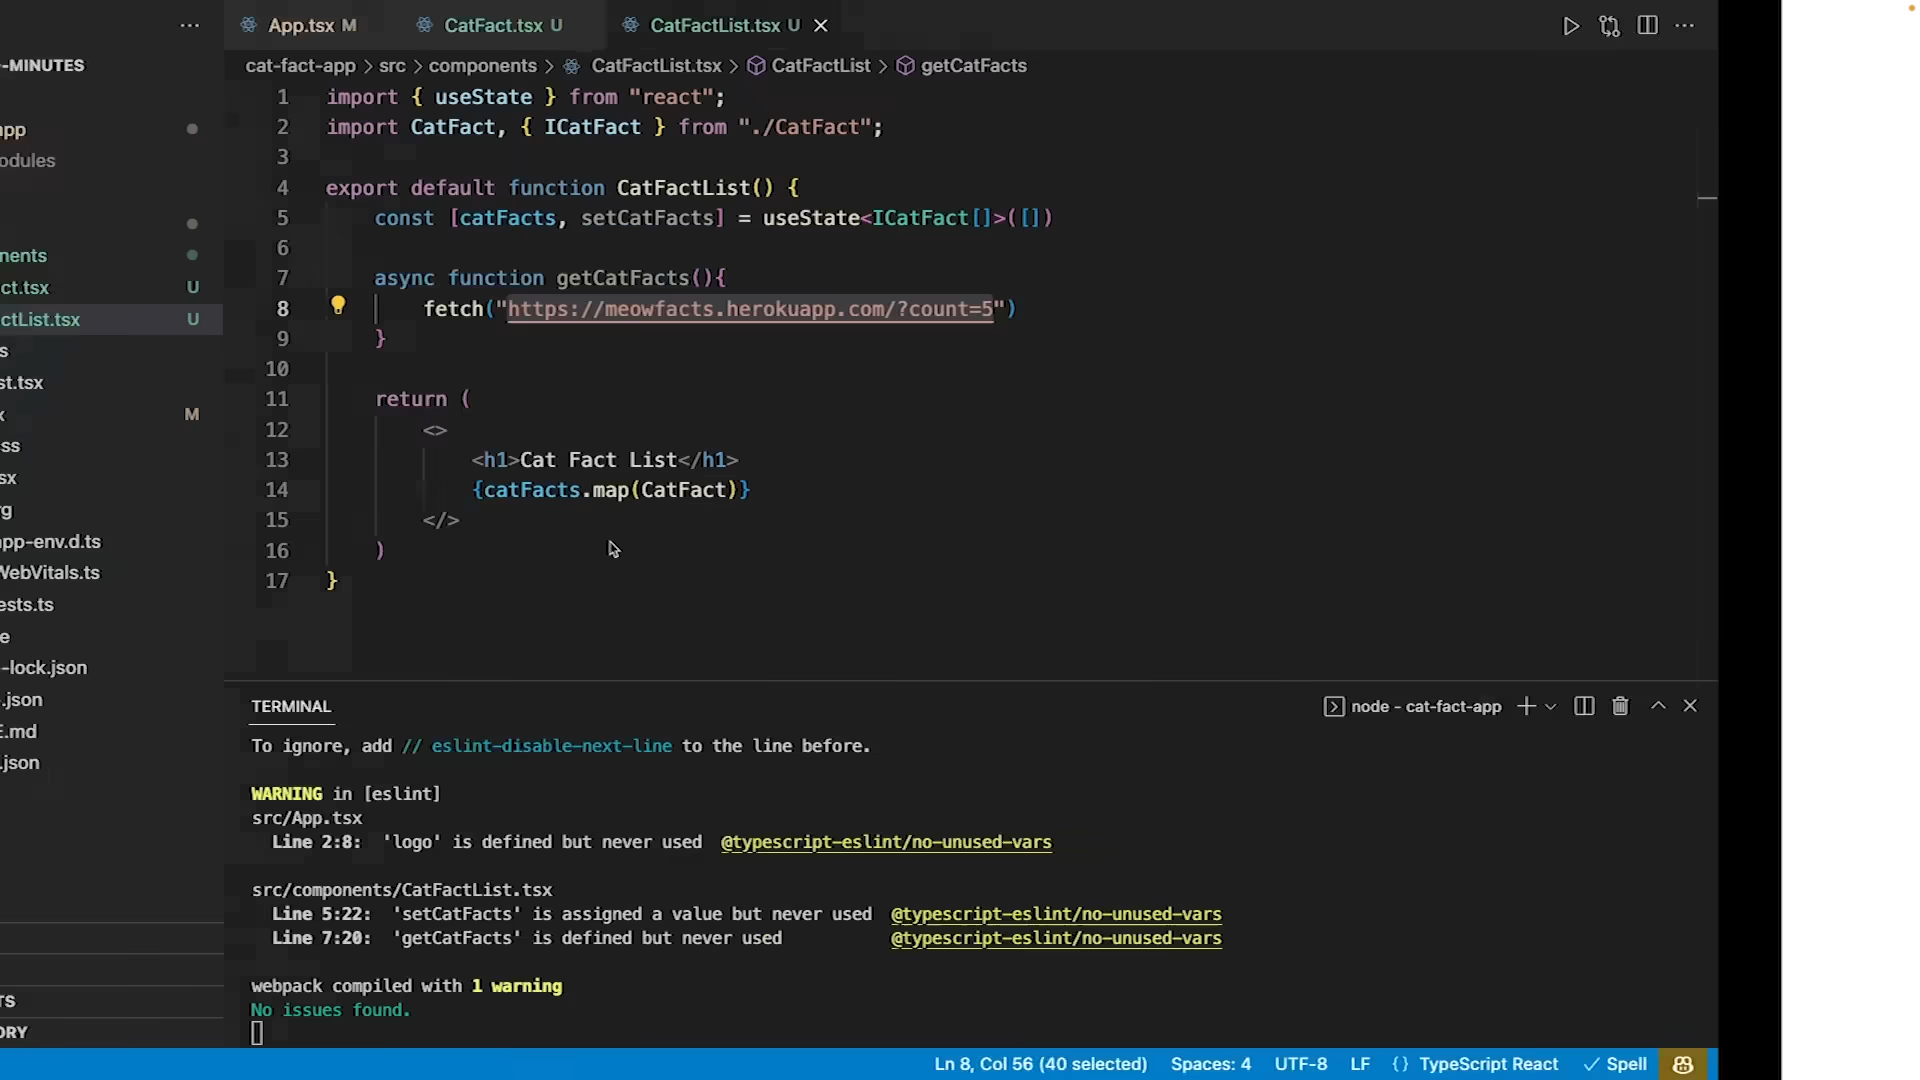 App.tsx M
CatFact.tsx U
CatFactList.tsx U
-MINUTES
cat-fact-app > src > components > CatFactList.tsx > CatFactList > getCatFacts
1 import { useState } from "react";
2 import CatFact, { ICatFact } from "./CatFact";
3
4 export default function CatFactList() {
5 const [catFacts, setCatFacts] = useState<ICatFact[]>([])
6
7 async function getCatFacts(){
8 fetch("https://meowfacts.herokuapp.com/?count=5")
9 }
10
11 return (
12 <>
13 <h1>Cat Fact List</h1>
14 {catFacts.map(CatFact)}
15 </>
16 )
17 }
app
odules
nents
ct.tsx U
ctList.tsx U
s
st.tsx
x M
ss
sx
rg
app-env.d.ts
WebVitals.ts
ests.ts
e
-lock.json
.json
E.md
.json
TS
ORY
TERMINAL
node - cat-fact-app
To ignore, add // eslint-disable-next-line to the line before.
WARNING in [eslint]
src/App.tsx
Line 2:8: 'logo' is defined but never used @typescript-eslint/no-unused-vars
src/components/CatFactList.tsx
Line 5:22: 'setCatFacts' is assigned a value but never used @typescript-eslint/no-unused-vars
Line 7:20: 'getCatFacts' is defined but never used @typescript-eslint/no-unused-vars
webpack compiled with 1 warning
No issues found.
Ln 8, Col 56 (40 selected) Spaces: 4 UTF-8 LF {} TypeScript React Spell